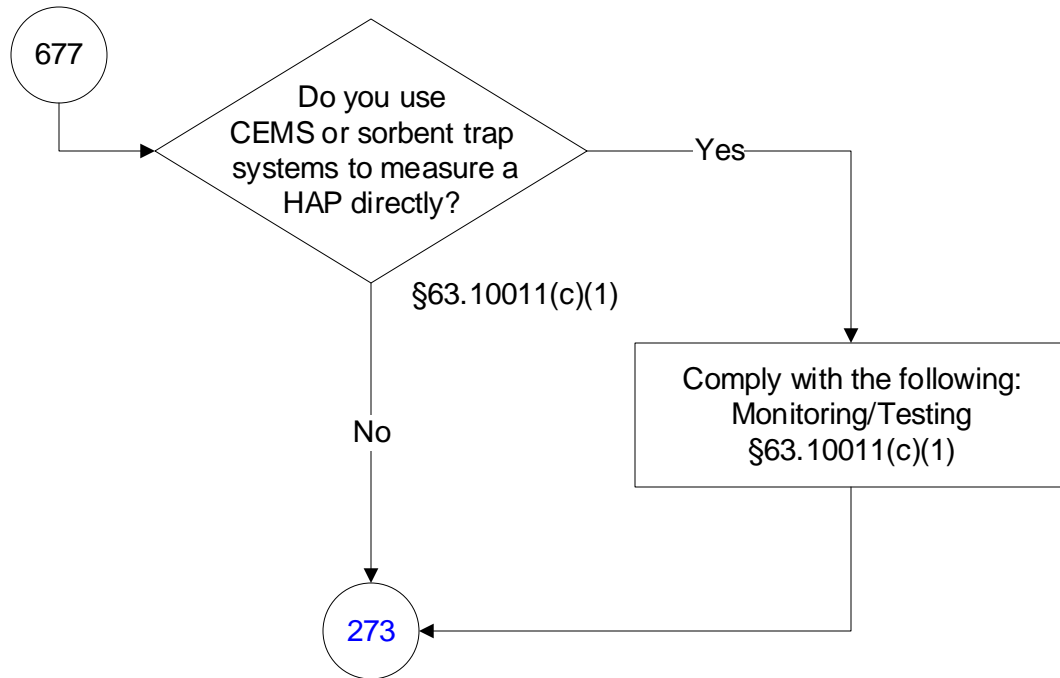 677
Do you use
CEMS or sorbent trap
systems to measure a
HAP directly?
Yes
§63.10011(c)(1)
Comply with the following:
Monitoring/Testing
§63.10011(c)(1)
No
273